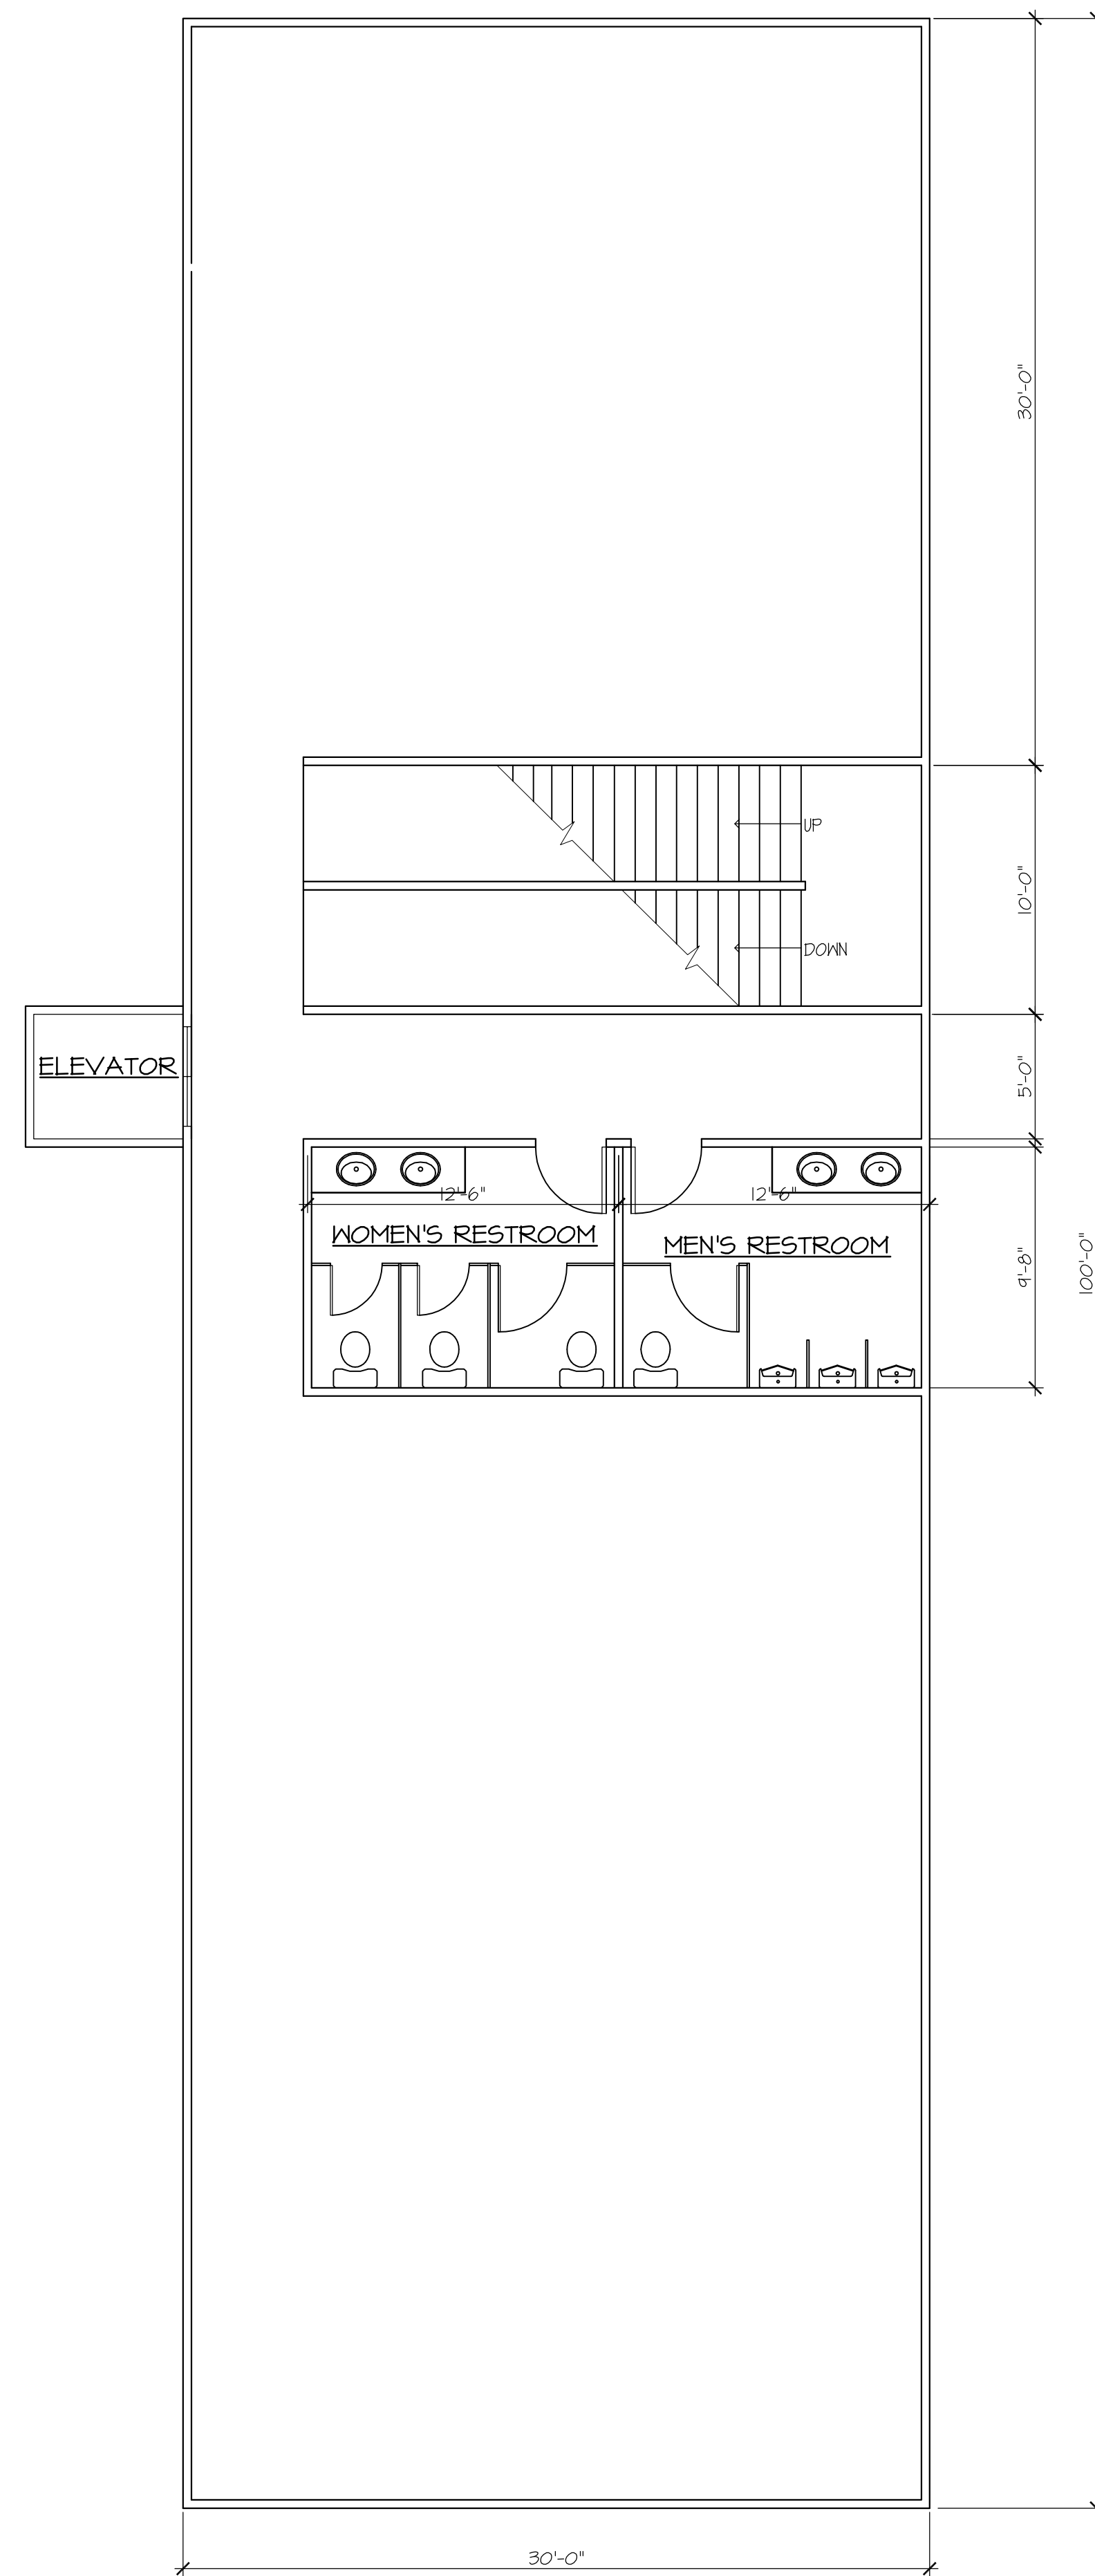 30'-0"
UP
10'-0"
DOWN
ELEVATOR
5'-0"
12'-6"
12'-6"
WOMEN'S RESTROOM
MEN'S RESTROOM
9'-8"
100'-0"
30'-0"